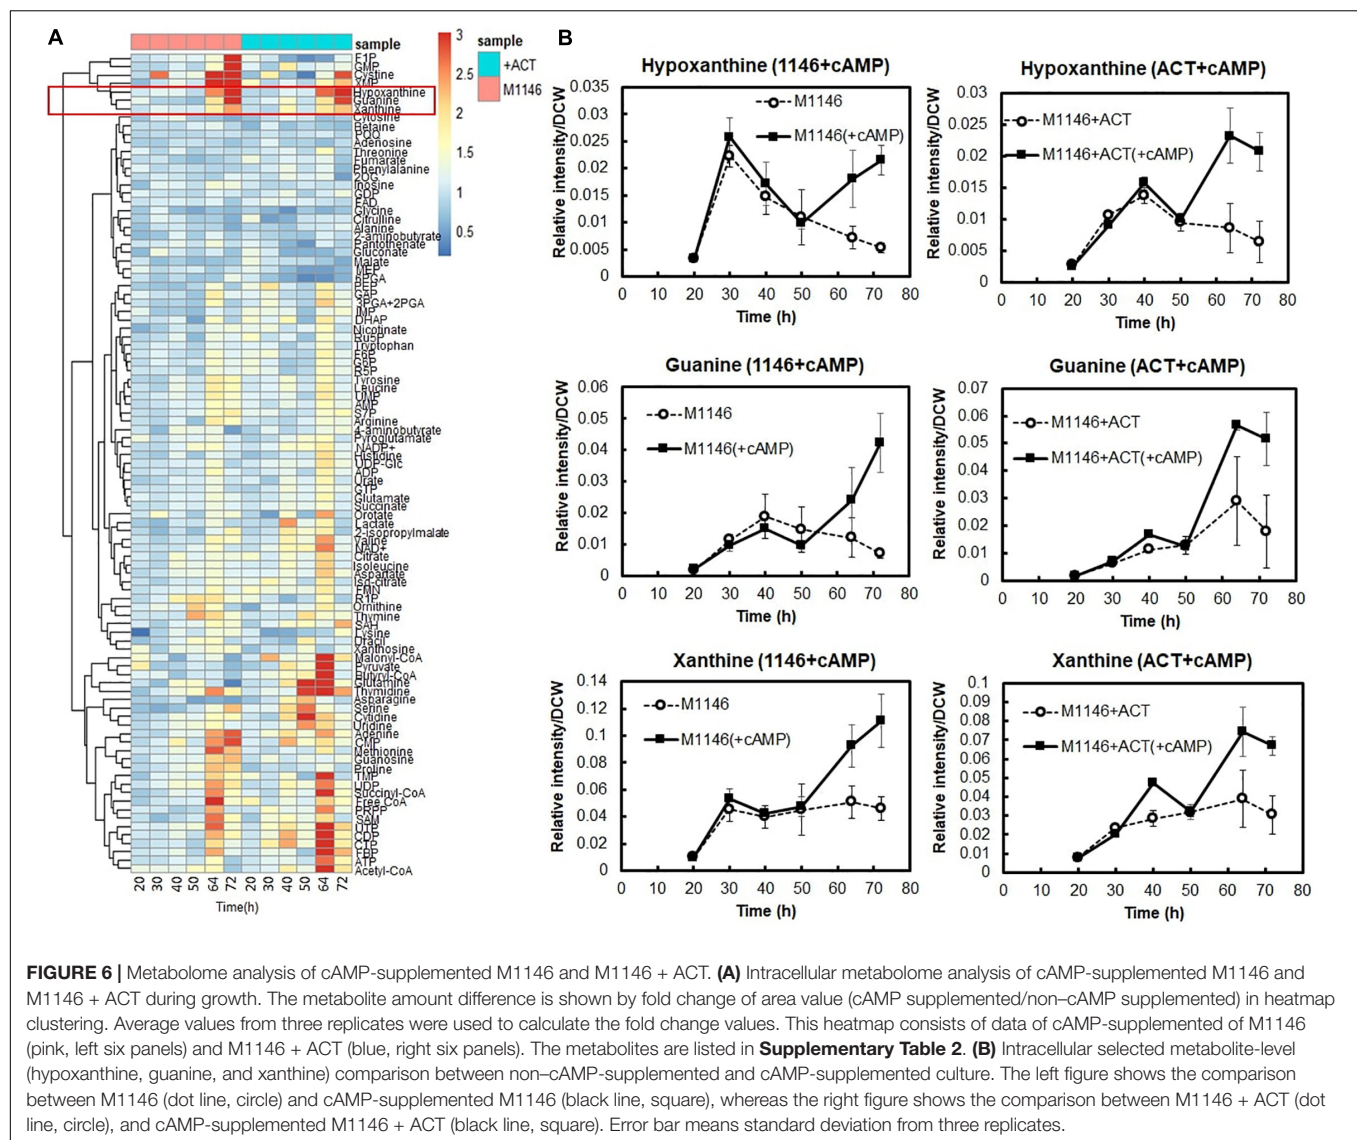 A
sample
3
2.5
2
1.5
1
0.5
sample
+ACT
M1146
F1P
GMP
Cystine
XMP
Hypoxanthine
Guanine
Xanthine
Cytosine
Betaine
PQQ
Adenosine
Threonine
Fumarate
Phenylalanine
2OG
Inosine
GDP
FAD
Glycine
Citrulline
Alanine
2-aminobutyrate
Pantothenate
Gluconate
Malate
MEP
6PGA
PEP
GAP
3PGA+2PGA
IMP
DHAP
Nicotinate
Ru5P
Tryptophan
F6P
G6P
R5P
Tyrosine
Leucine
UMP
AMP
S7P
Arginine
4-aminobutyrate
Pyroglutamate
NADP+
Histidine
UDP-Glc
ADP
Urate
GTP
Glutamate
Succinate
Orotate
Lactate
2-isopropylmalate
Valine
NAD+
Citrate
Isoleucine
Aspartate
Iso-citrate
FMN
R1P
Ornithine
Thymine
SAH
Lysine
Uracil
Xanthosine
Malonyl-CoA
Pyruvate
Butyryl-CoA
Glutamine
Thymidine
Asparagine
Serine
Cytidine
Uridine
Adenine
CMP
Methionine
Guanosine
Proline
TMP
UDP
Succinyl-CoA
Free CoA
PRPP
SAM
UTP
CDP
CTP
FBP
ATP
Acetyl-CoA
20 30 40 50 64 72 20 30 40 50 64 72
Time(h)
B
Hypoxanthine (1146+cAMP)
Relative intensity/DCW
0.035
0.03
0.025
0.02
0.015
0.01
0.005
0
M1146
M1146(+cAMP)
0 10 20 30 40 50 60 70 80
Time (h)
Hypoxanthine (ACT+cAMP)
Relative intensity/DCW
0.03
0.025
0.02
0.015
0.01
0.005
0
M1146+ACT
M1146+ACT(+cAMP)
0 10 20 30 40 50 60 70 80
Time (h)
Guanine (1146+cAMP)
Relative intensity/DCW
0.06
0.05
0.04
0.03
0.02
0.01
0
M1146
M1146(+cAMP)
0 10 20 30 40 50 60 70 80
Time (h)
Guanine (ACT+cAMP)
Relative intensity/DCW
0.07
0.06
0.05
0.04
0.03
0.02
0.01
0
M1146+ACT
M1146+ACT(+cAMP)
0 10 20 30 40 50 60 70 80
Time (h)
Xanthine (1146+cAMP)
Relative intensity/DCW
0.14
0.12
0.1
0.08
0.06
0.04
0.02
0
M1146
M1146(+cAMP)
0 10 20 30 40 50 60 70 80
Time (h)
Xanthine (ACT+cAMP)
Relative intensity/DCW
0.1
0.09
0.08
0.07
0.06
0.05
0.04
0.03
0.02
0.01
0
M1146+ACT
M1146+ACT(+cAMP)
0 10 20 30 40 50 60 70 80
Time (h)
FIGURE 6 | Metabolome analysis of cAMP-supplemented M1146 and M1146 + ACT. (A) Intracellular metabolome analysis of cAMP-supplemented M1146 and
M1146 + ACT during growth. The metabolite amount difference is shown by fold change of area value (cAMP supplemented/non–cAMP supplemented) in heatmap
clustering. Average values from three replicates were used to calculate the fold change values. This heatmap consists of data of cAMP-supplemented of M1146
(pink, left six panels) and M1146 + ACT (blue, right six panels). The metabolites are listed in Supplementary Table 2. (B) Intracellular selected metabolite-level
(hypoxanthine, guanine, and xanthine) comparison between non–cAMP-supplemented and cAMP-supplemented culture. The left figure shows the comparison
between M1146 (dot line, circle) and cAMP-supplemented M1146 (black line, square), whereas the right figure shows the comparison between M1146 + ACT (dot
line, circle), and cAMP-supplemented M1146 + ACT (black line, square). Error bar means standard deviation from three replicates.